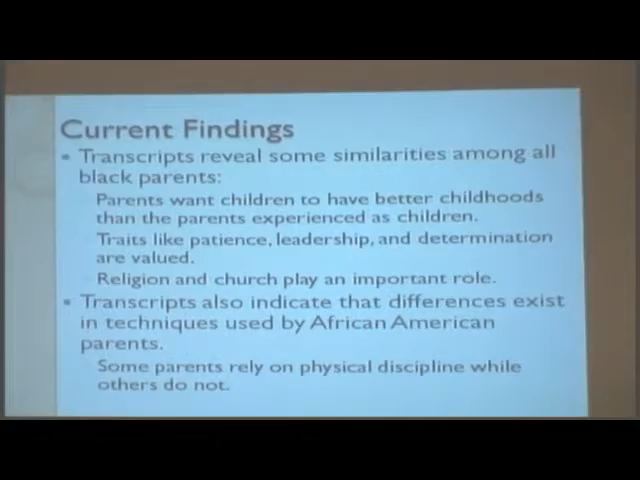 Current Findings
Transcripts reveal some similarities among all
black parents:
Parents want children to have better childhoods
than the parents experienced as children.
Traits like patience, leadership, and determination
are valued.
Religion and church play an important role.
Transcripts also indicate that differences exist
in techniques used by African American
parents.
Some parents rely on physical discipline while
others do not.